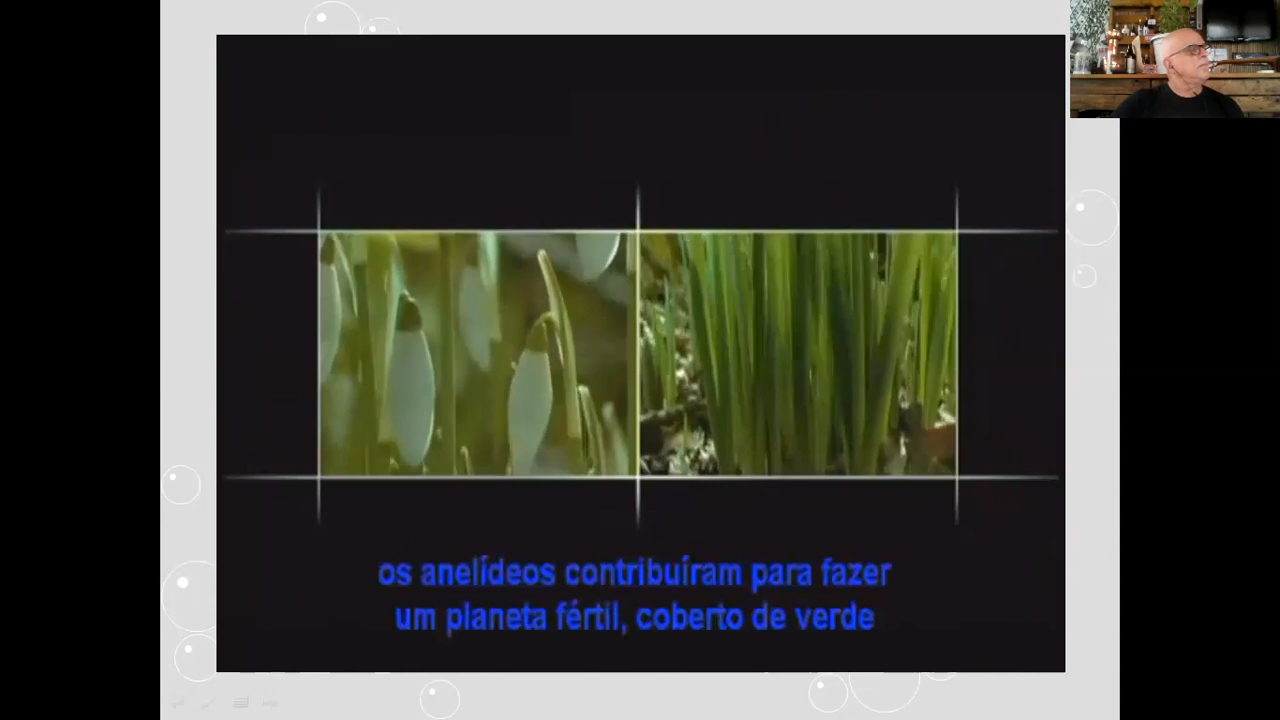 os anelídeos contribuíram para fazer
um planeta fértil, coberto de verde